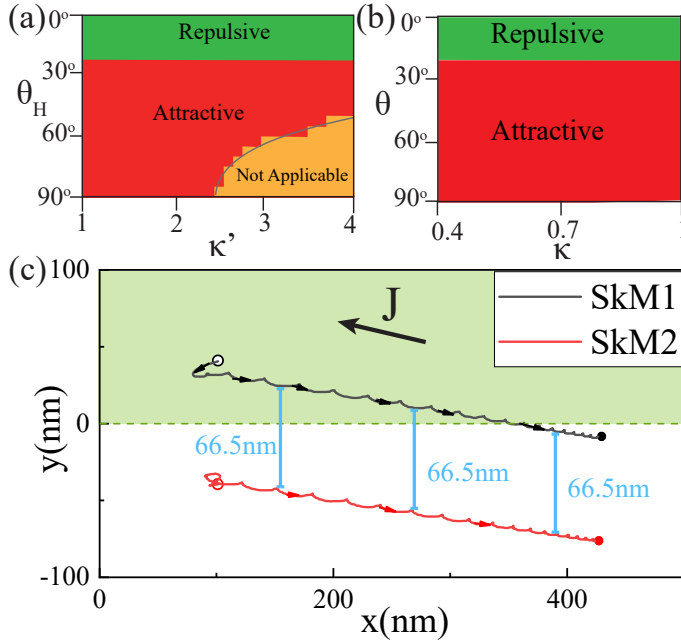 (a)
0°
Repulsive
30°
θH
Attractive
60°
Not Applicable
90°
1
2
3
4
κ’
(b)
0°
Repulsive
30°
θ
Attractive
60°
90°
0.4
0.7
1
κ
(c)
100
J
SkM1
SkM2
y(nm)
0
66.5nm
66.5nm
66.5nm
-100
0
200
400
x(nm)